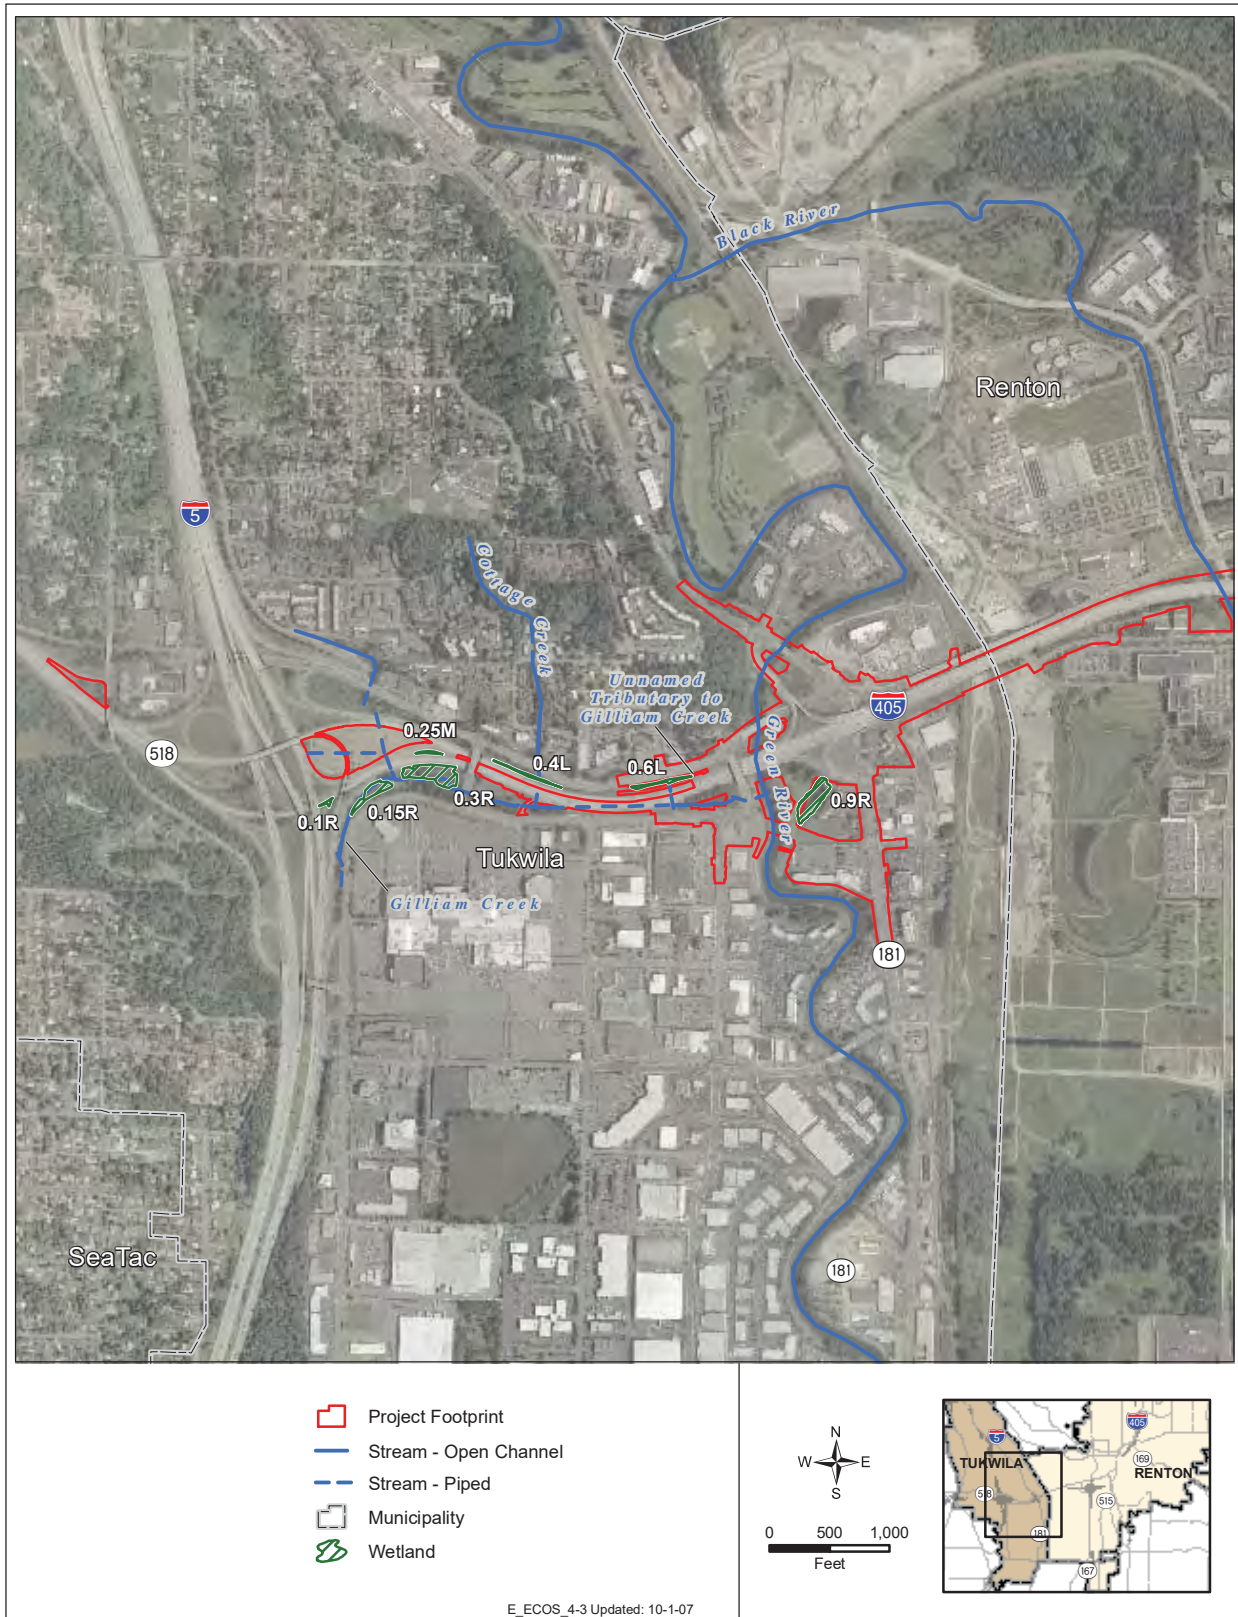 Black River
Renton
5
Cottage Creek
Unnamed
Tributary to
Gilliam Creek
405
518
0.25M
0.4L
0.6L
Green River
0.3R
0.9R
0.15R
0.1R
Tukwila
Gilliam Creek
181
SeaTac
181
Project Footprint
Stream - Open Channel
Stream - Piped
Municipality
Wetland
N
W E
S
0 500 1,000
Feet
405
5
TUKWILA
169
RENTON
518
515
181
167
E_ECOS_4-3 Updated: 10-1-07